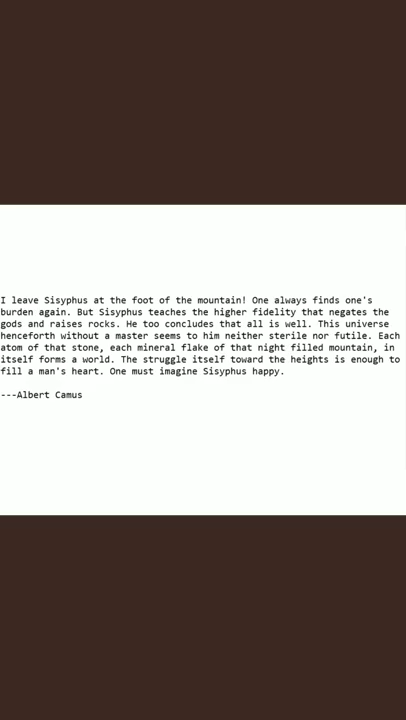 I leave Sisyphus at the foot of the mountain! One always finds one's
burden again. But Sisyphus teaches the higher fidelity that negates the
gods and raises rocks. He too concludes that all is well. This universe
henceforth without a master seems to him neither sterile nor futile. Each
atom of that stone, each mineral flake of that night filled mountain, in
itself forms a world. The struggle itself toward the heights is enough to
fill a man's heart. One must imagine Sisyphus happy.
---Albert Camus